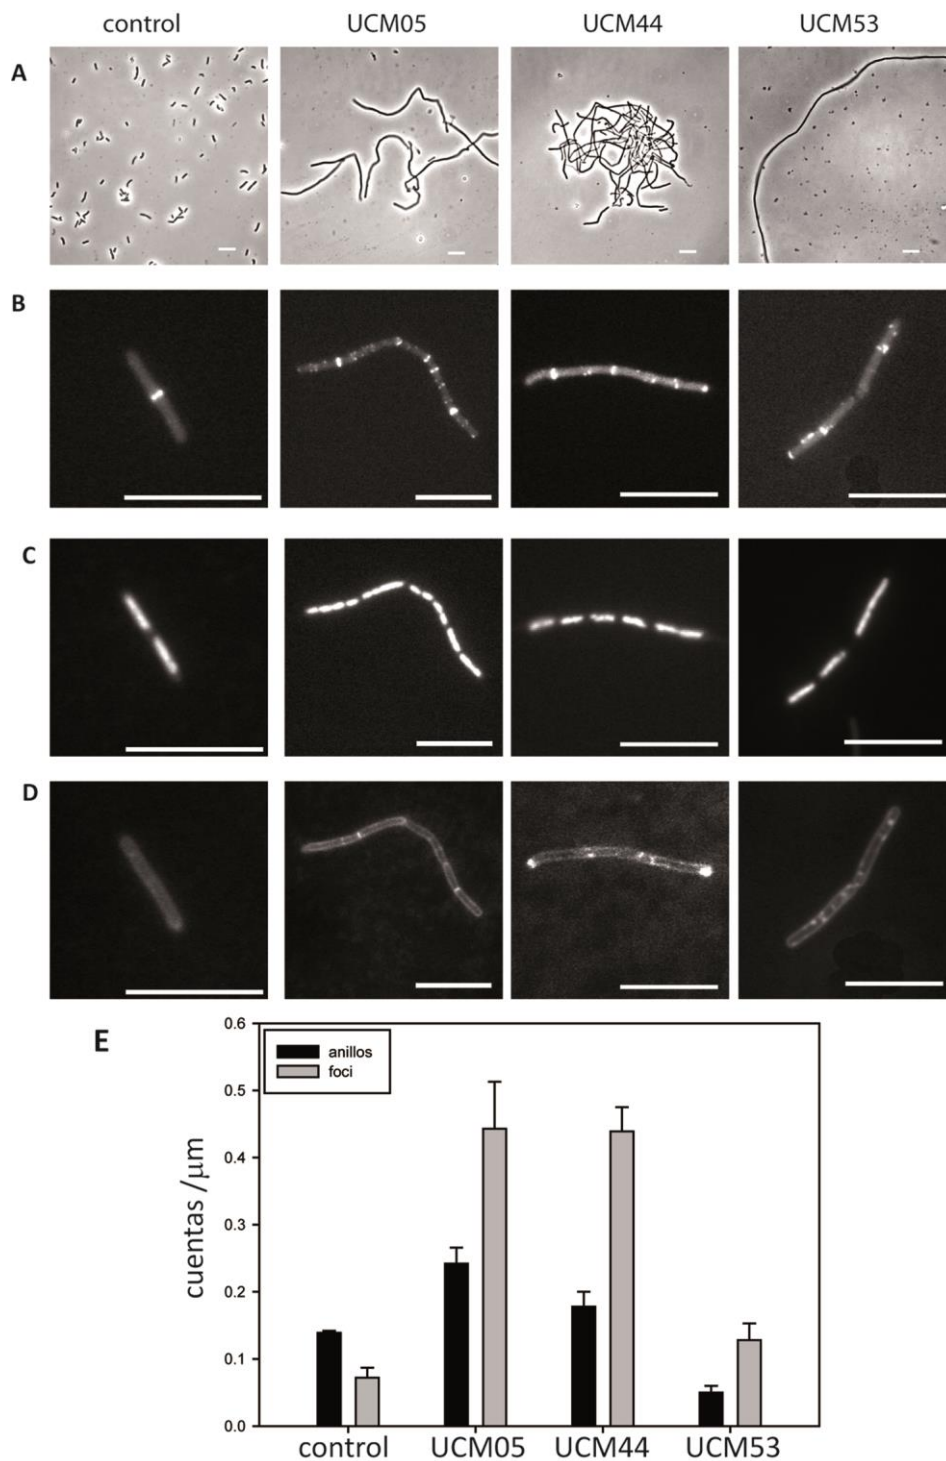 control UCM05 UCM44 UCM53
A
B
C
D
E
0.6
anillos
foci
0.5
0.4
0.3
0.2
0.1
0.0
cuentas /μm
control UCM05 UCM44 UCM53